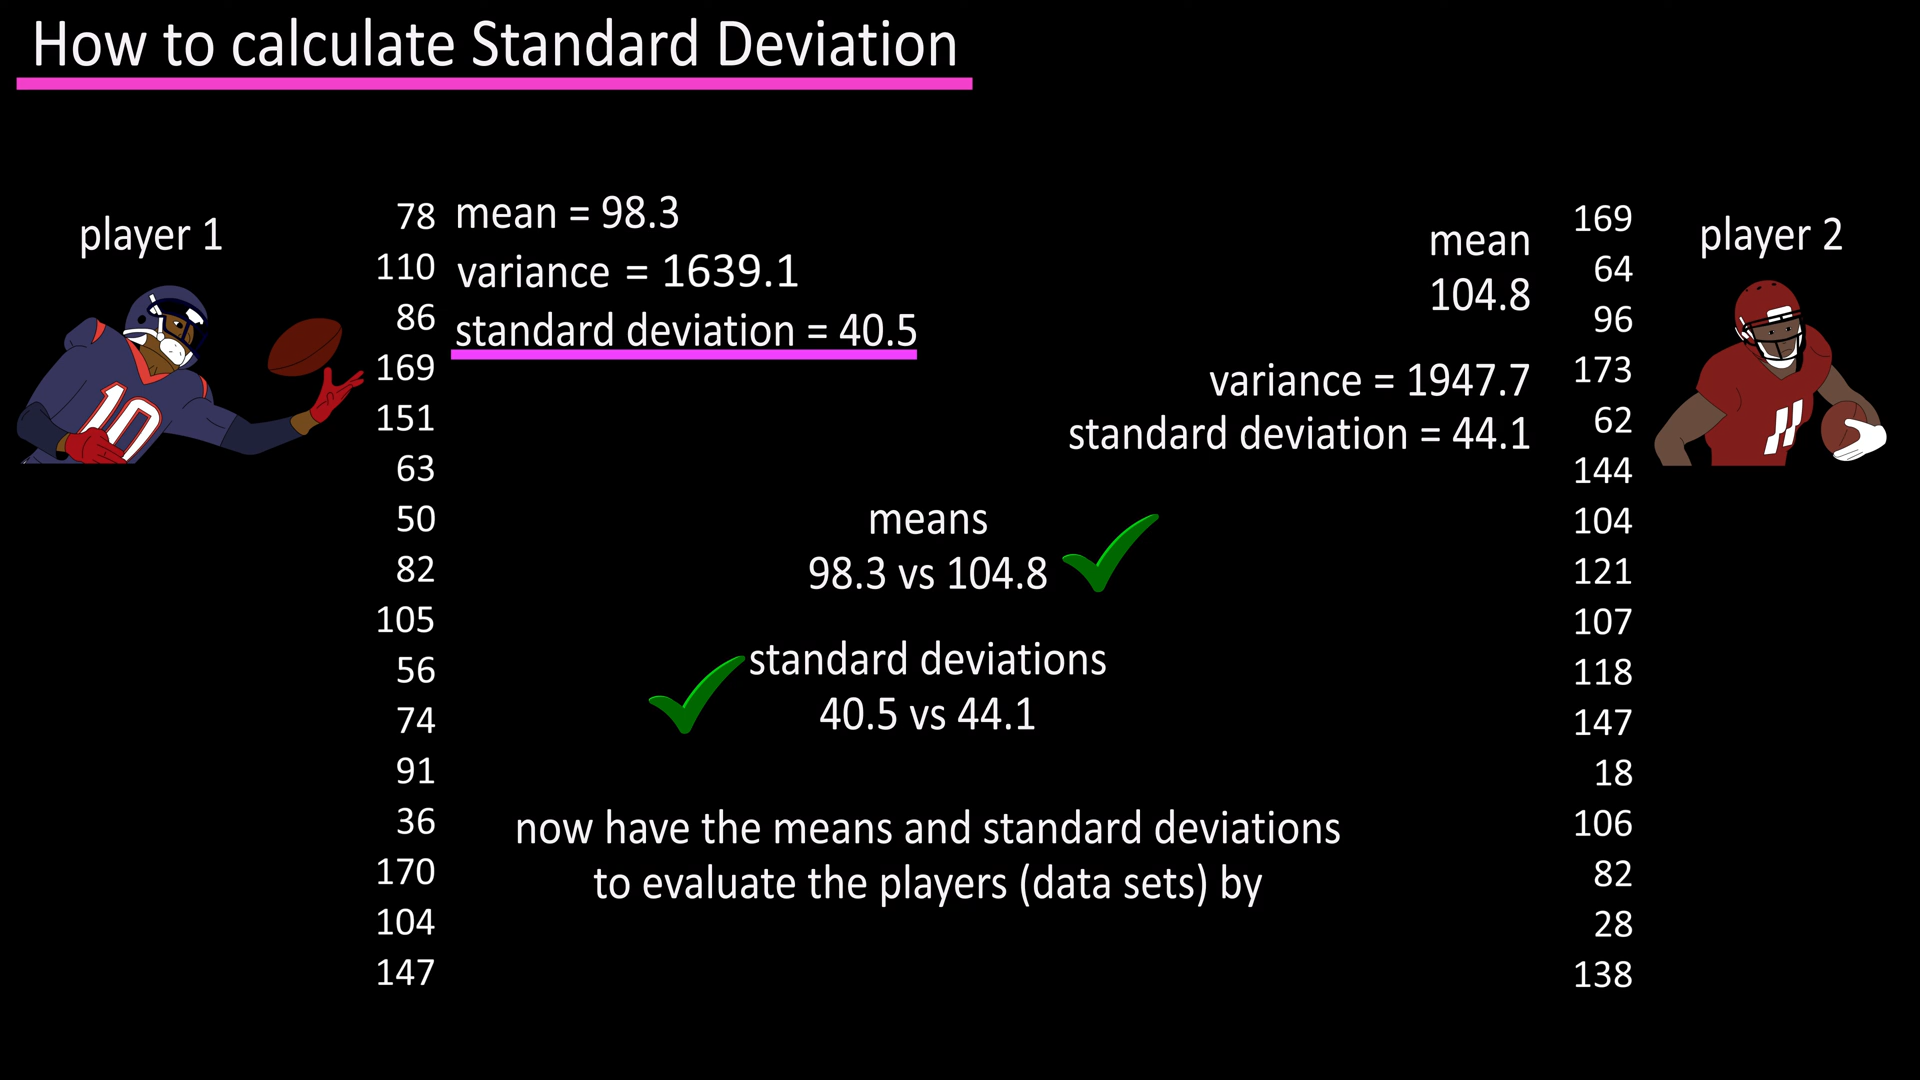 How to calculate Standard Deviation
player 1
10
78
110
86
169
151
63
50
82
105
56
74
91
36
170
104
147
mean = 98.3
variance = 1639.1
standard deviation = 40.5
mean
104.8
variance = 1947.7
standard deviation = 44.1
means
98.3 vs 104.8
standard deviations
40.5 vs 44.1
now have the means and standard deviations
to evaluate the players (data sets) by
169
64
96
173
62
144
104
121
107
118
147
18
106
82
28
138
player 2
11